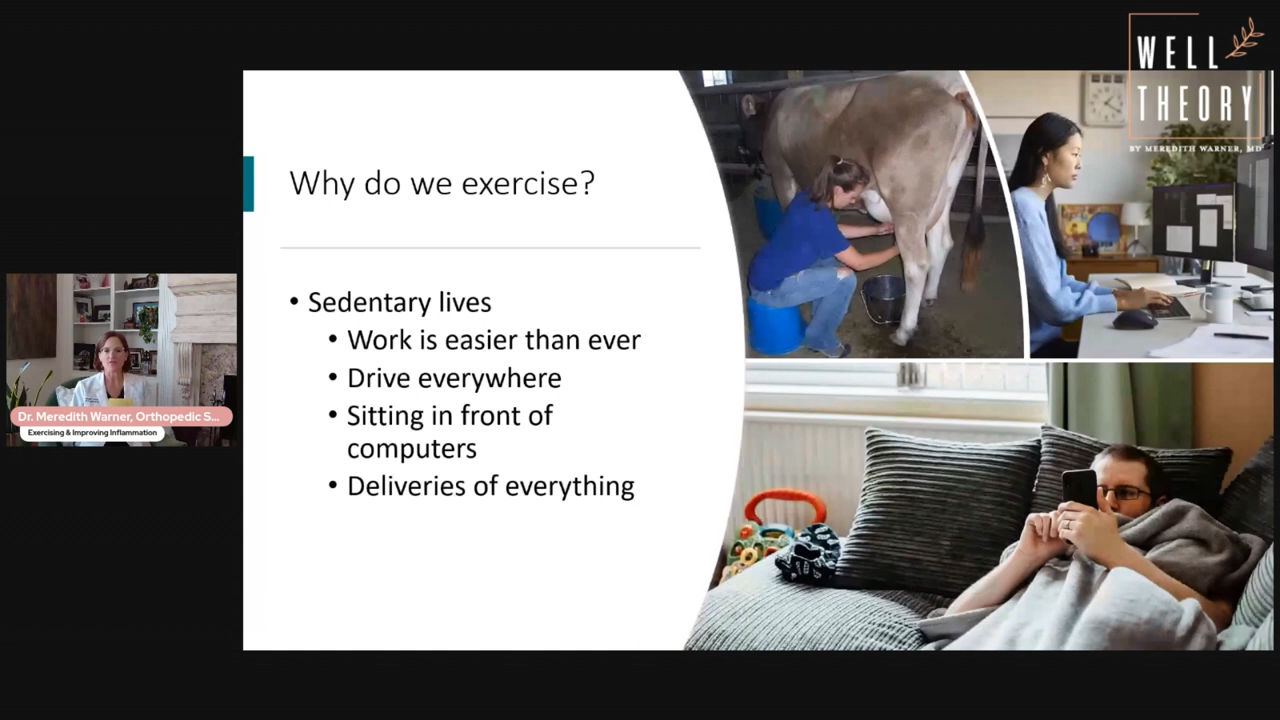 WELL
THEORY
BY MEREDITH WARNER, MD
Why do we exercise?
• Sedentary lives
• Work is easier than ever
• Drive everywhere
• Sitting in front of
computers
• Deliveries of everything
Dr. Meredith Warner, Orthopedic S...
Exercising & Improving Inflammation